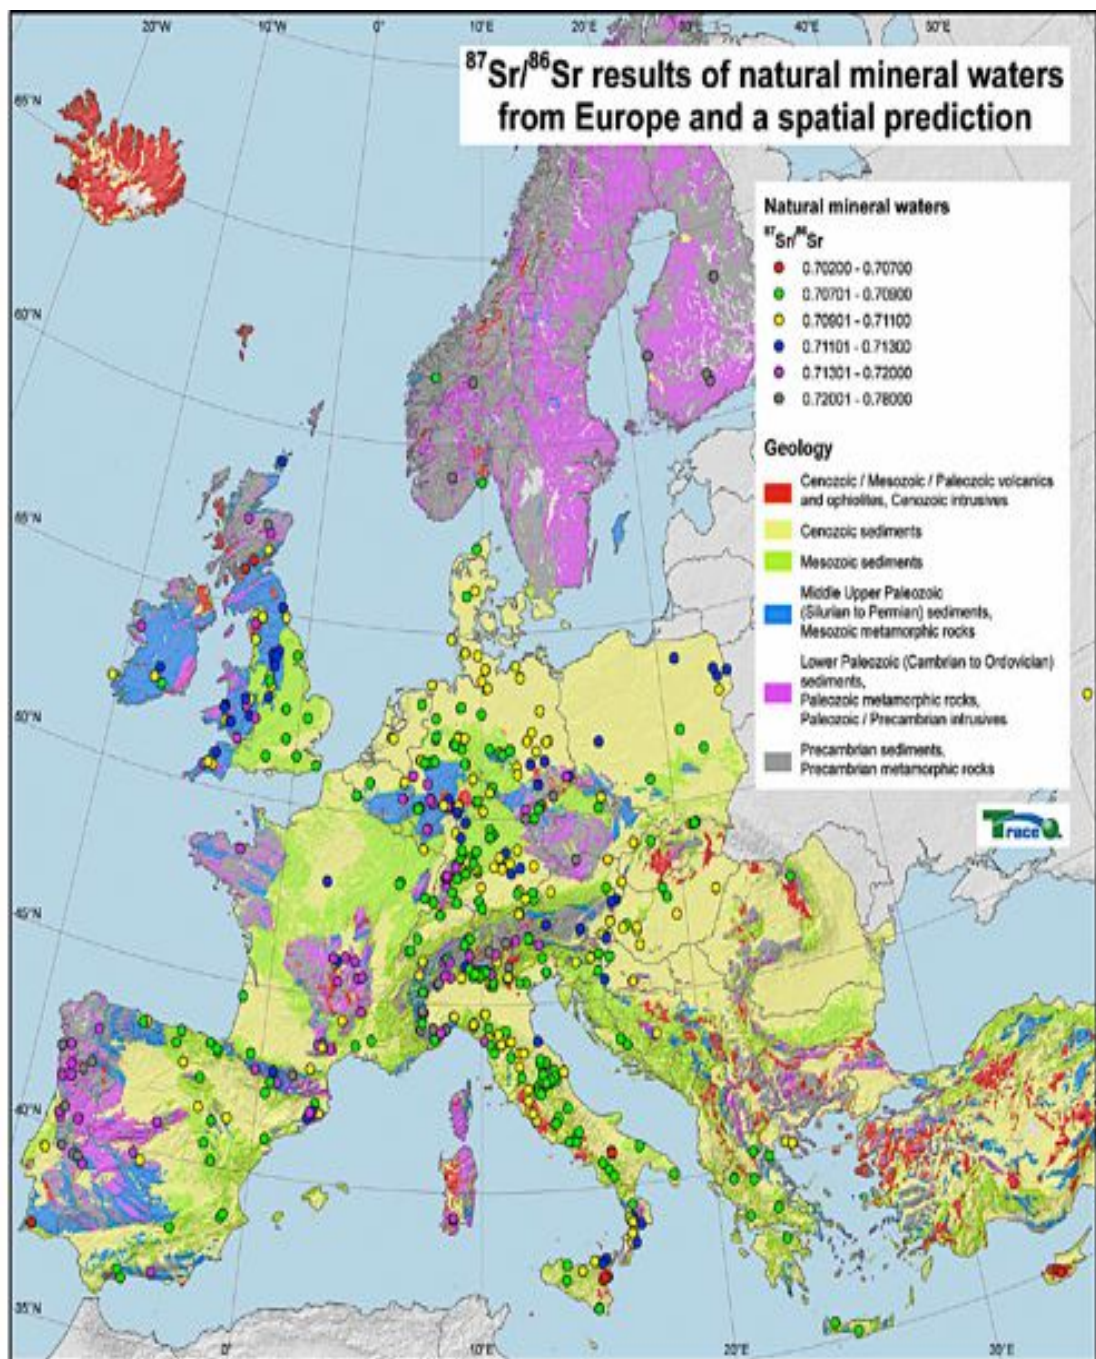 20°W 10°W 0° 10°E 20°E 30°E 40°E 50°E
⁸⁷Sr/⁸⁶Sr results of natural mineral waters
from Europe and a spatial prediction
65°N
Natural mineral waters
⁸⁷Sr/⁸⁶Sr
0.70200 - 0.70700
0.70701 - 0.70900
0.70901 - 0.71100
0.71101 - 0.71300
0.71301 - 0.72000
0.72001 - 0.78000
60°N
Geology
Cenozoic / Mesozoic / Paleozoic volcanics
and ophiolites, Cenozoic intrusives
55°N
Cenozoic sediments
Mesozoic sediments
Middle Upper Paleozoic
(Silurian to Permian) sediments,
Mesozoic metamorphic rocks
Lower Paleozoic (Cambrian to Ordovician)
sediments,
Paleozoic metamorphic rocks,
Paleozoic / Precambrian intrusives
50°N
Precambrian sediments,
Precambrian metamorphic rocks
Trace
45°N
40°N
35°N
0° 10°E 20°E 30°E